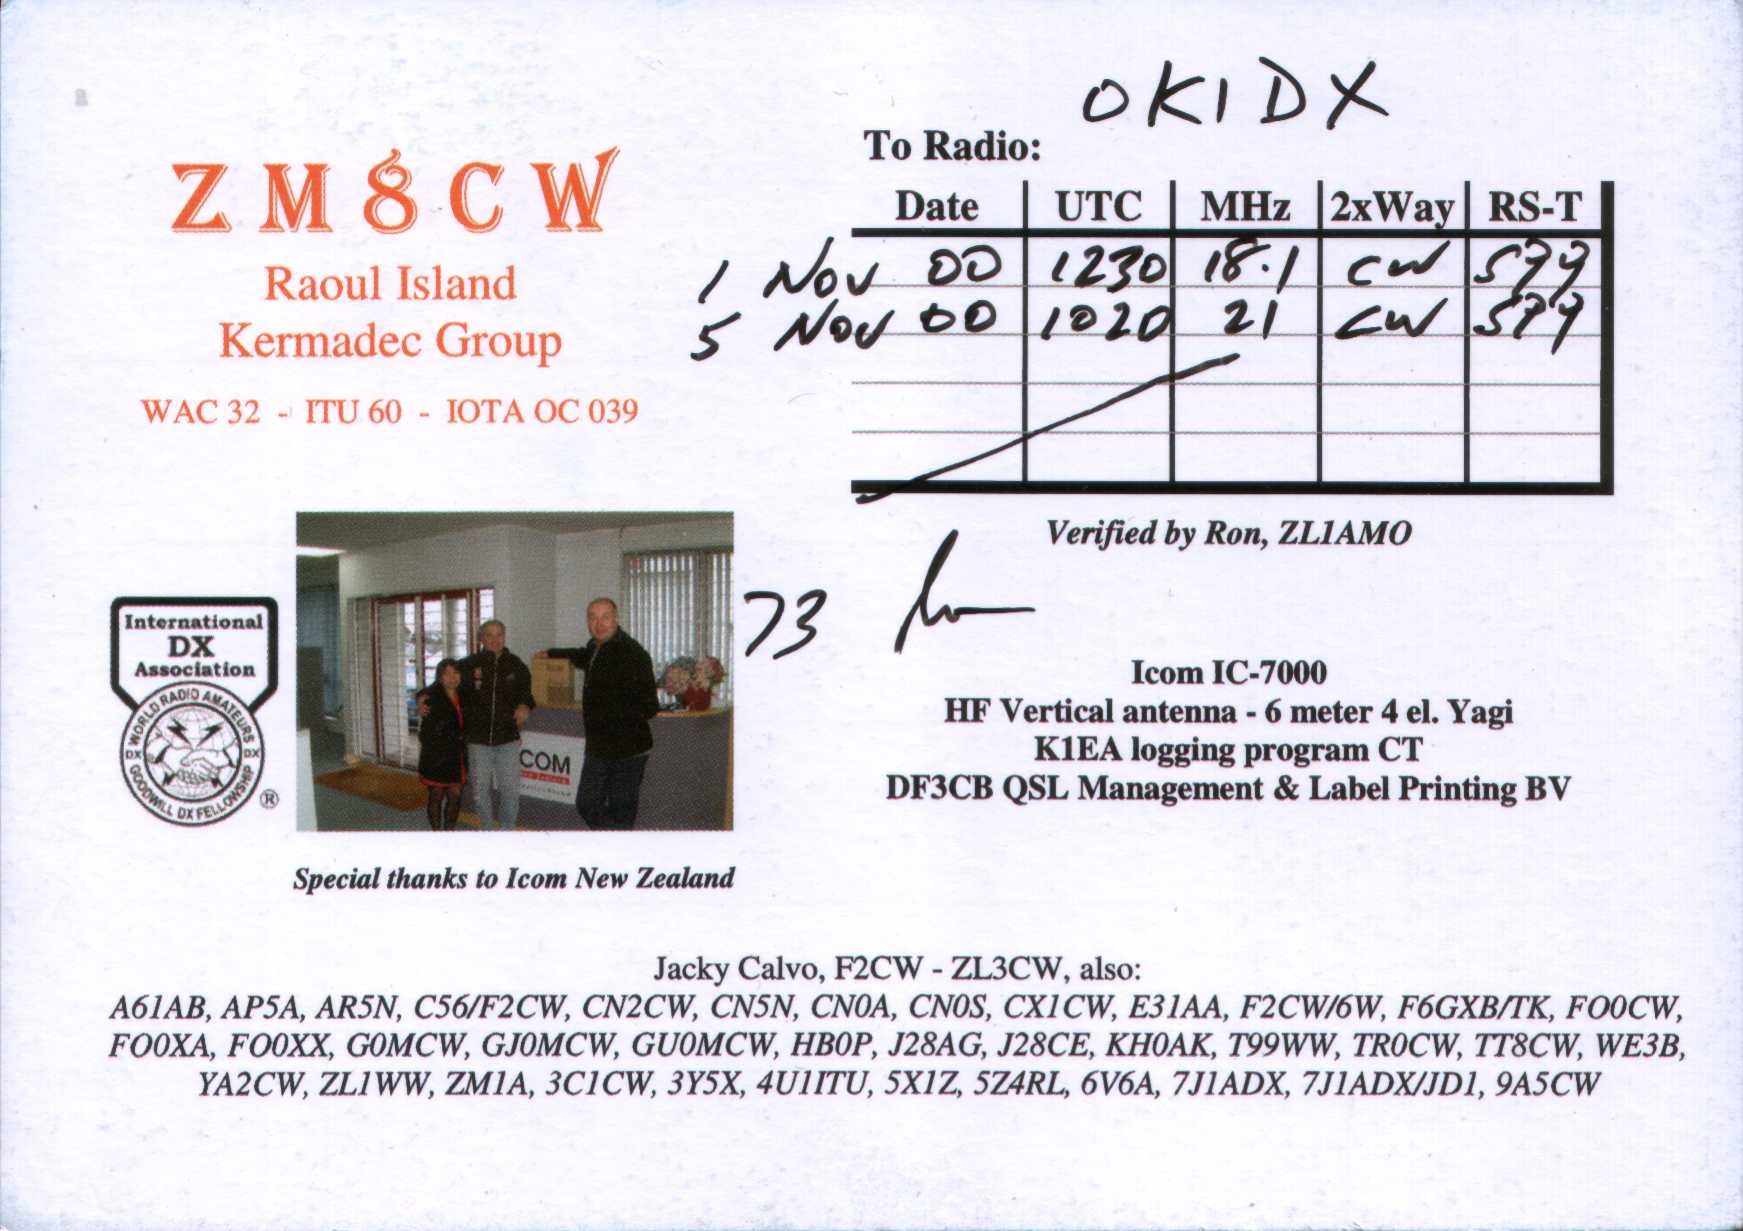 ZM8CW
Raoul Island
Kermadec Group
WAC 32 - ITU 60 - IOTA OC 039
OK1DX
To Radio:
Date UTC MHz 2xWay RS-T
1 Nov 00 1230 18.1 CW 599
5 Nov 00 1020 21 CW 599
Verified by Ron, ZL1AMO
73
International
DX
Association
WORLD RADIO AMATEURS
DX DX
GOODWILL DX FELLOWSHIP
®
COM
Special thanks to Icom New Zealand
Icom IC-7000
HF Vertical antenna - 6 meter 4 el. Yagi
K1EA logging program CT
DF3CB QSL Management & Label Printing BV
Jacky Calvo, F2CW - ZL3CW, also:
A61AB, AP5A, AR5N, C56/F2CW, CN2CW, CN5N, CN0A, CN0S, CX1CW, E31AA, F2CW/6W, F6GXB/TK, FO0CW,
FO0XA, FO0XX, G0MCW, GJ0MCW, GU0MCW, HB0P, J28AG, J28CE, KH0AK, T99WW, TR0CW, TT8CW, WE3B,
YA2CW, ZL1WW, ZM1A, 3C1CW, 3Y5X, 4U1ITU, 5X1Z, 5Z4RL, 6V6A, 7J1ADX, 7J1ADX/JD1, 9A5CW